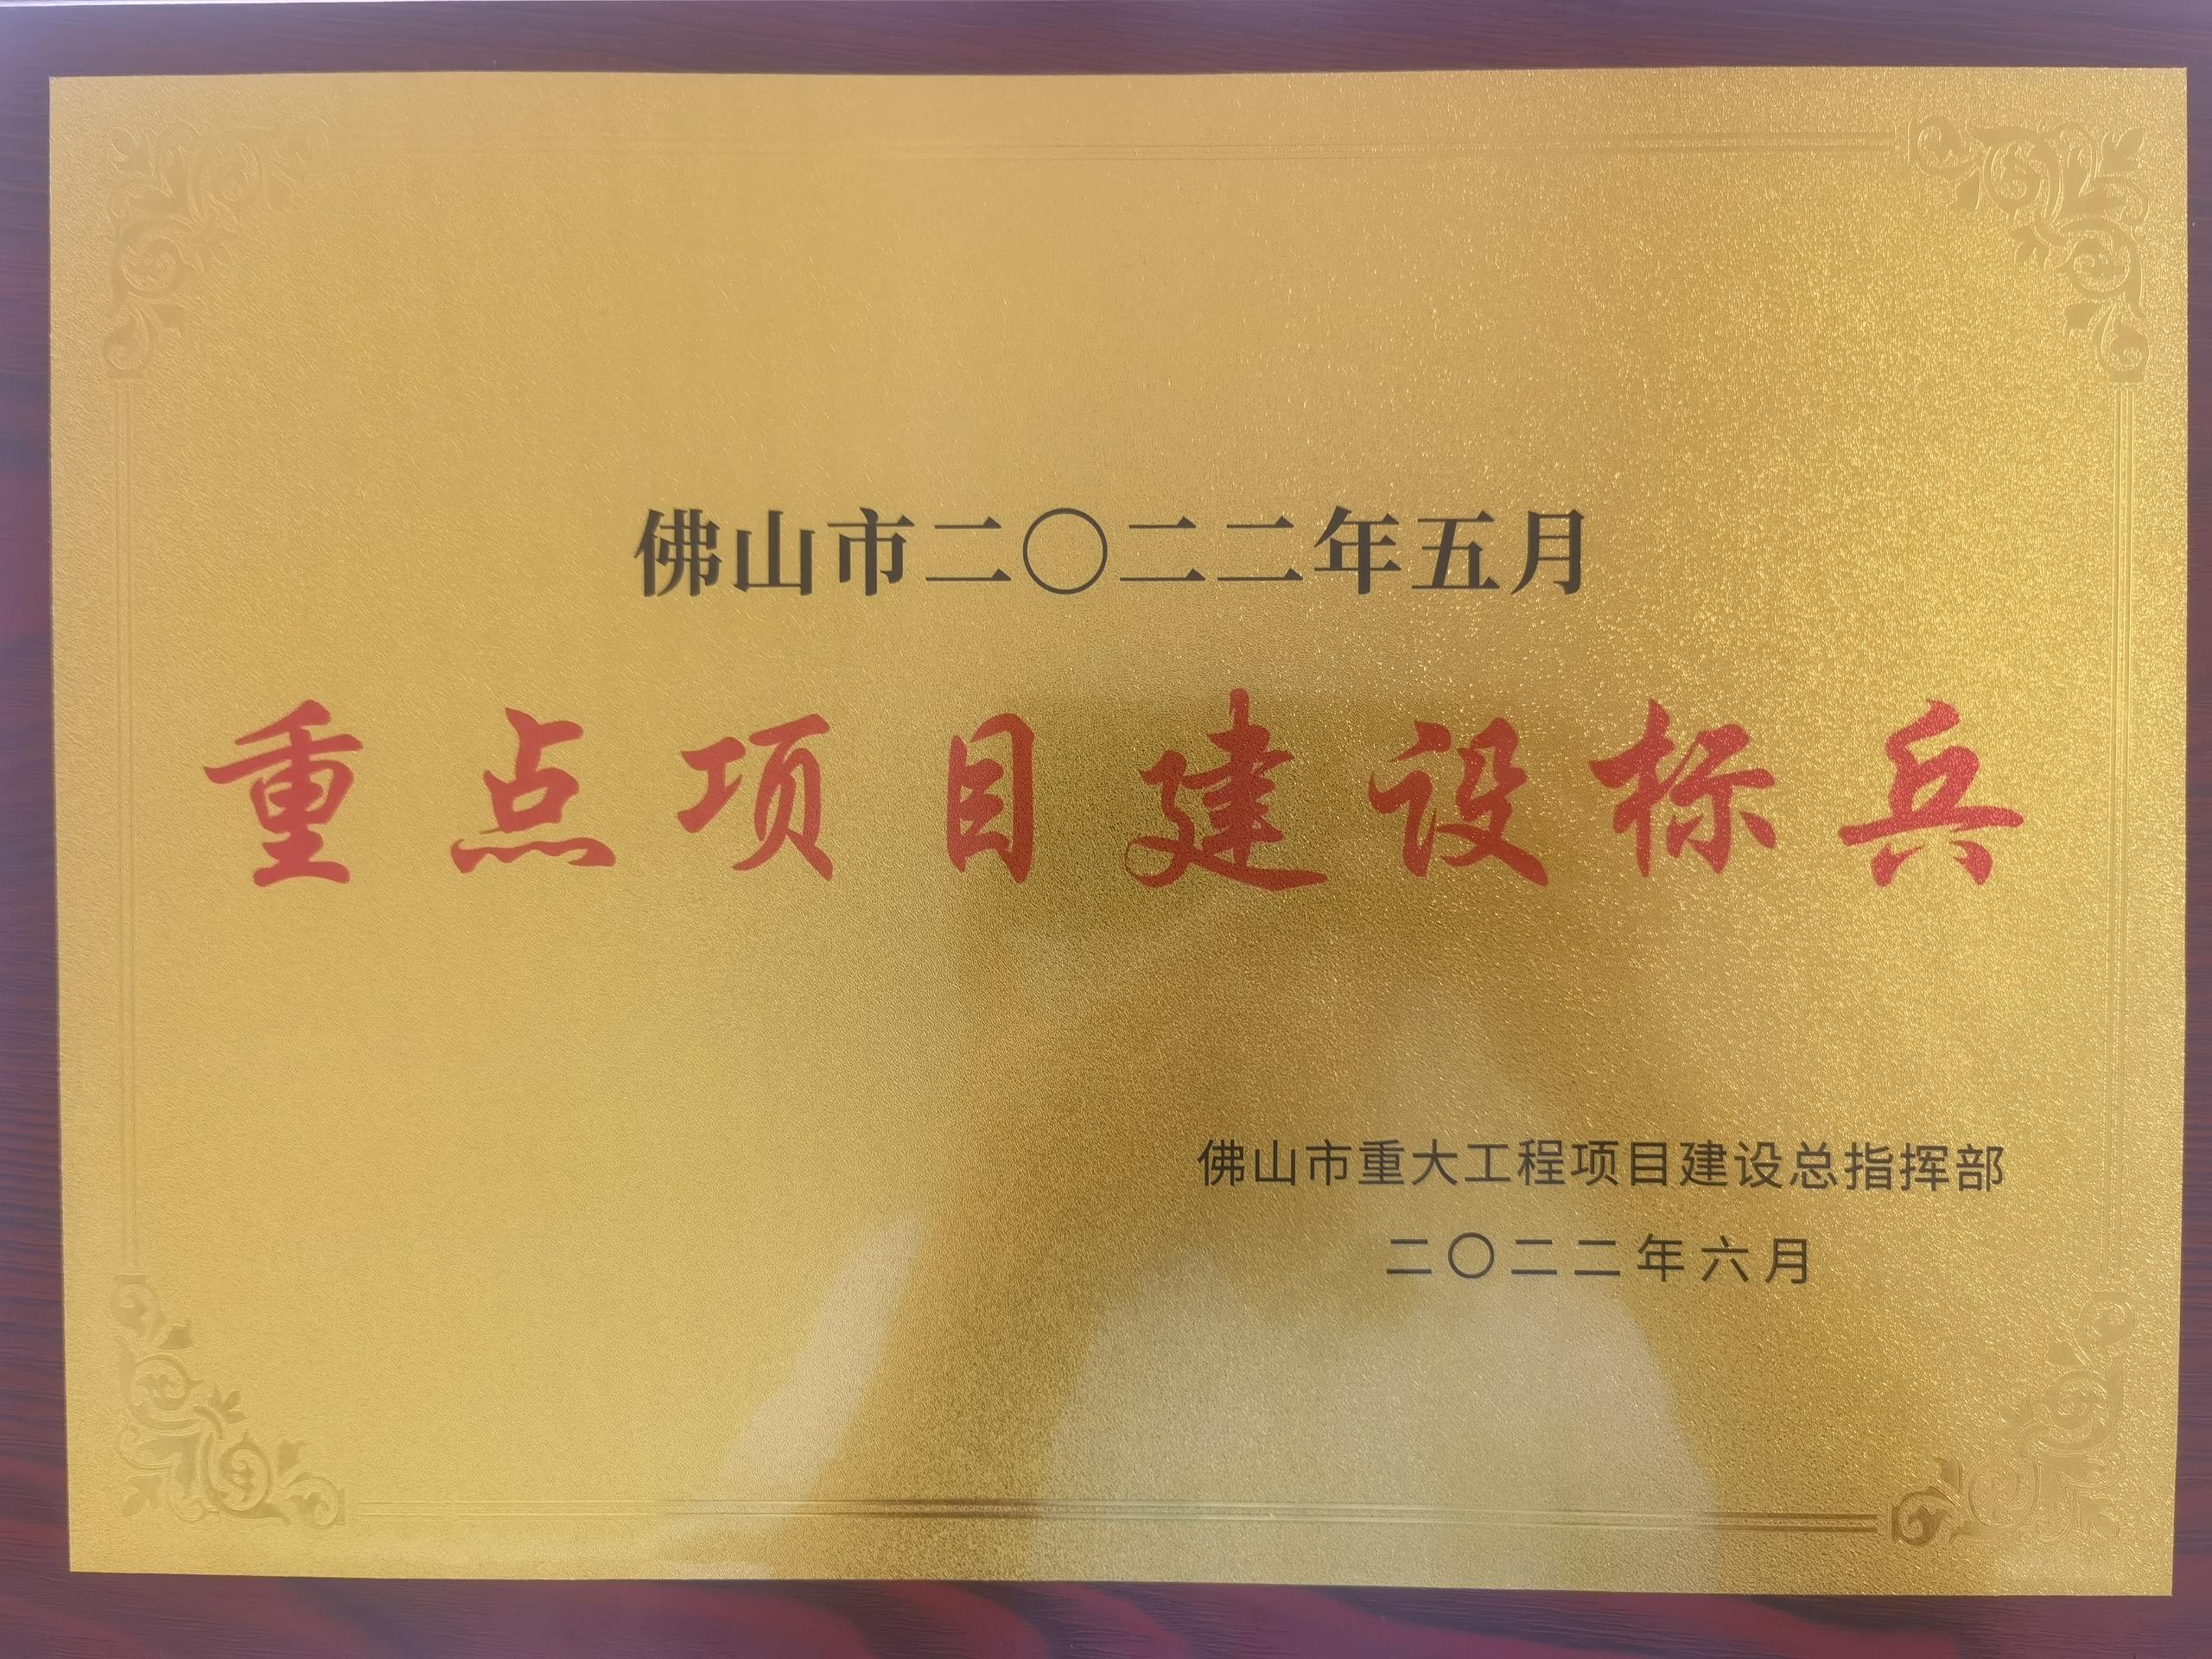 佛山市二〇二二年五月
重点项目建设标兵
佛山市重大工程项目建设总指挥部
二〇二二年六月